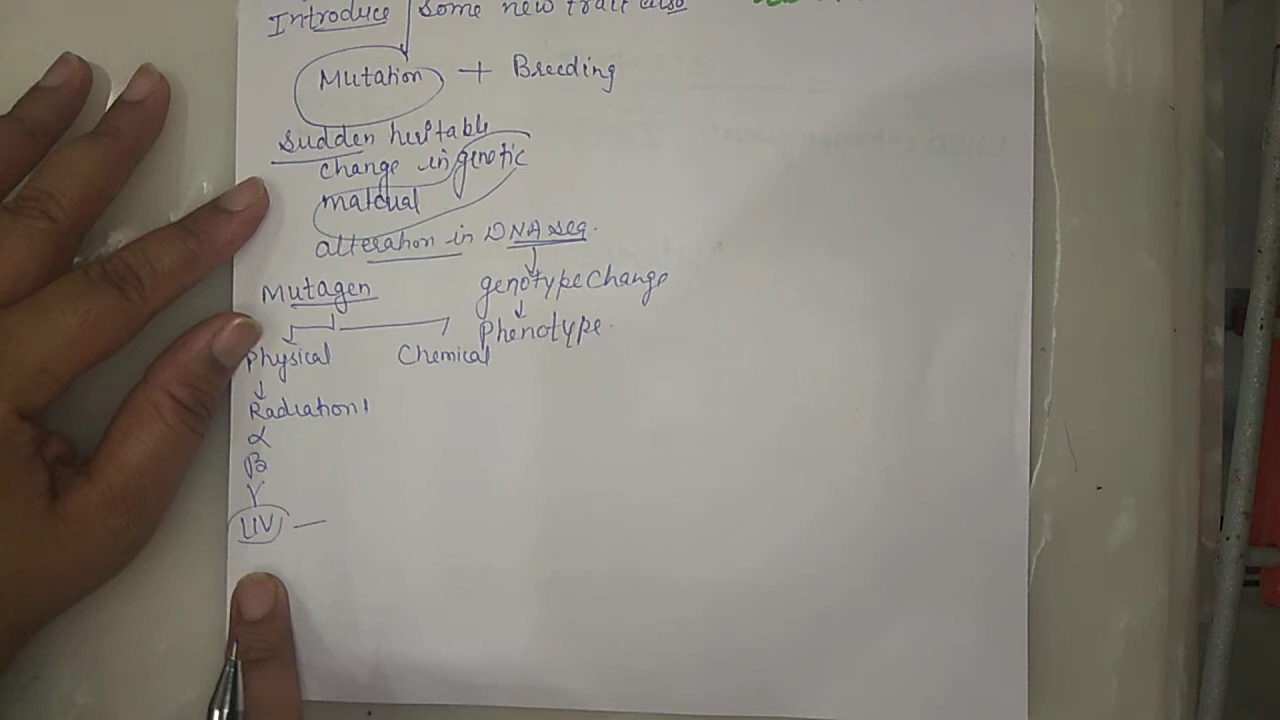 Introduce some new trait also
Mutation + Breeding
Sudden heritable
change in genetic
material
alteration in DNA seq.
Mutagen
genotype change
Phenotype.
Physical
Chemical
Radiation
α
β
γ
UV —